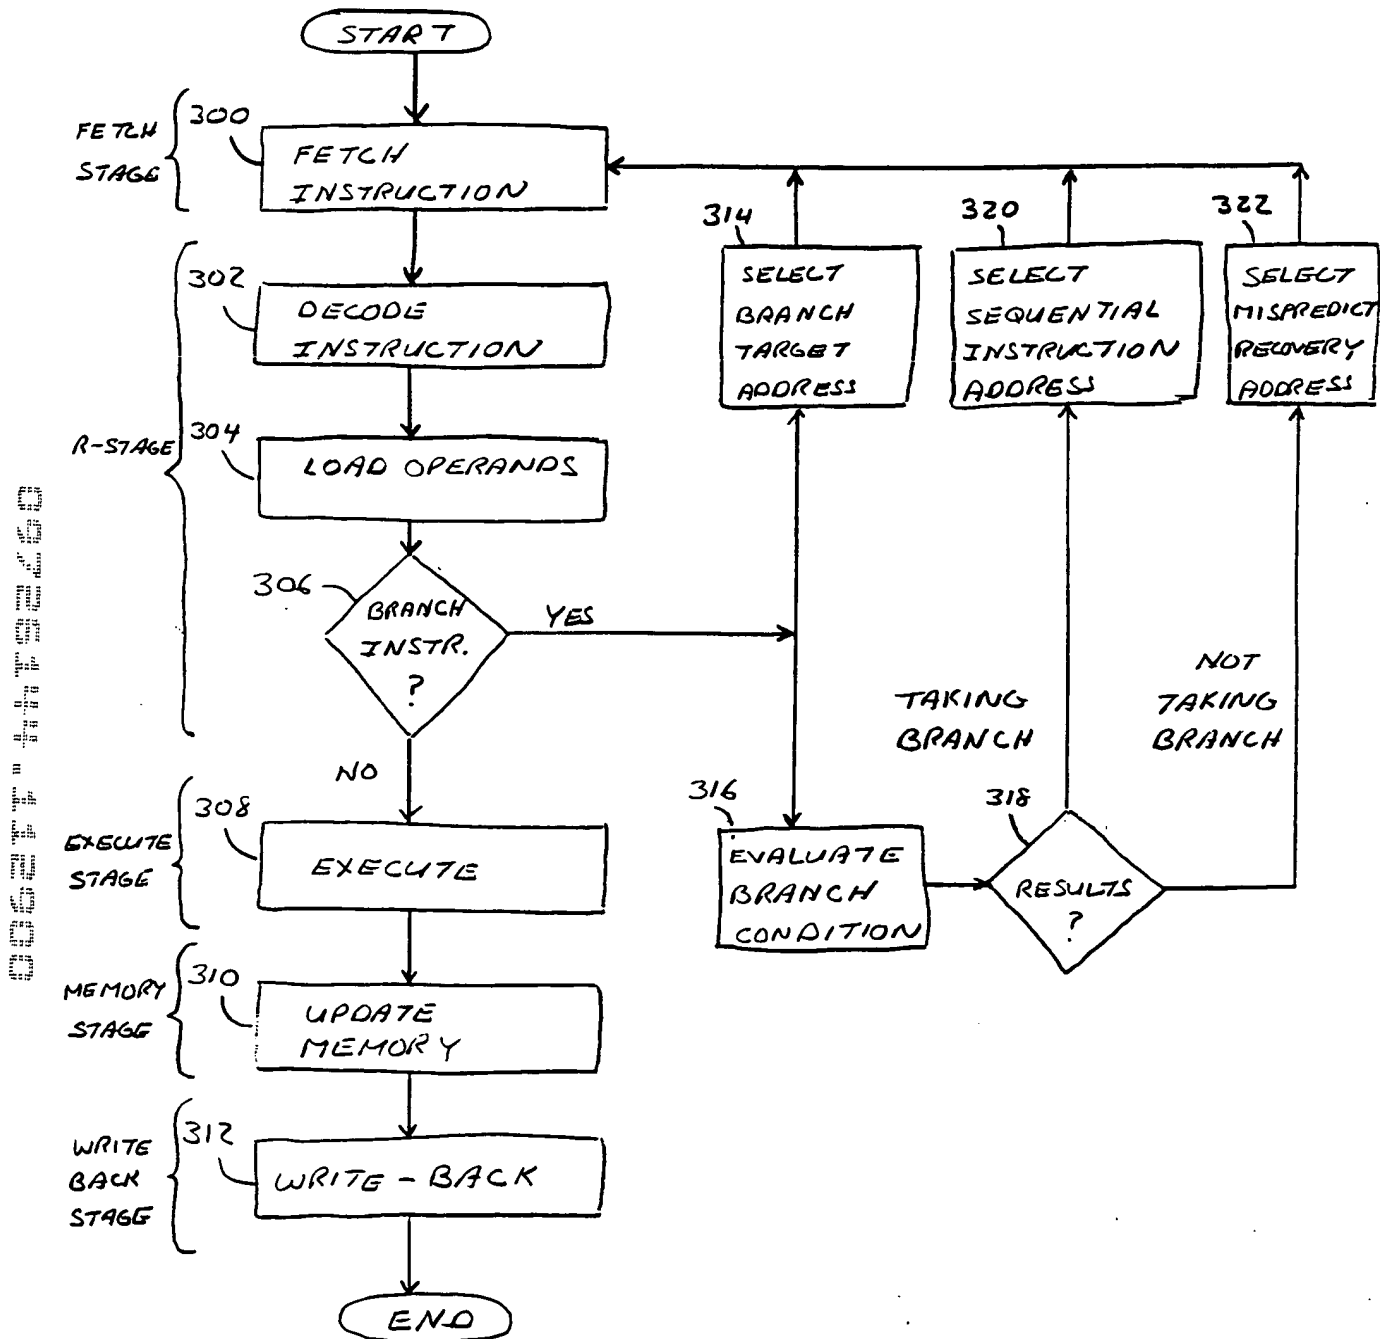 START
FETCH
STAGE
300
FETCH
INSTRUCTION
R-STAGE
302
DECODE
INSTRUCTION
304
LOAD OPERANDS
306
BRANCH
INSTR.
?
YES
NO
EXECUTE
STAGE
308
EXECUTE
MEMORY
STAGE
310
UPDATE
MEMORY
WRITE
BACK
STAGE
312
WRITE - BACK
END
314
SELECT
BRANCH
TARGET
ADDRESS
320
SELECT
SEQUENTIAL
INSTRUCTION
ADDRESS
322
SELECT
MISPREDICT
RECOVERY
ADDRESS
TAKING
BRANCH
NOT
TAKING
BRANCH
316
EVALUATE
BRANCH
CONDITION
318
RESULTS
?